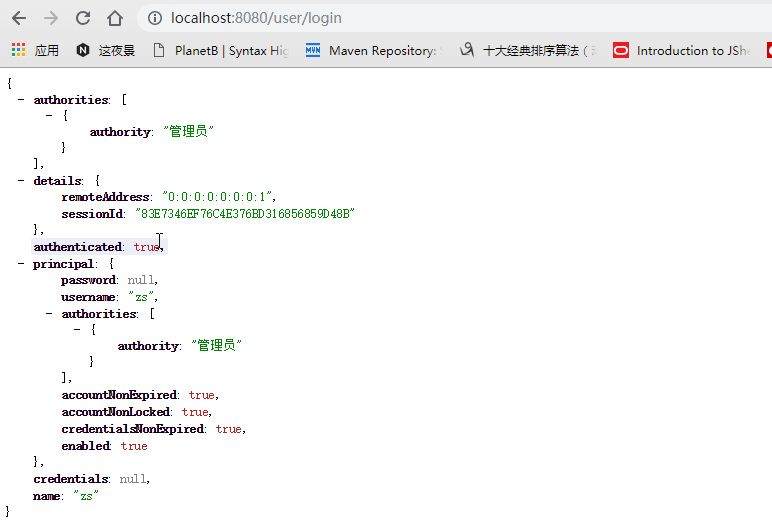 localhost:8080/user/login
应用 这夜景 PlanetB | Syntax Hig Maven Repository: 十大经典排序算法 ( Introduction to JShe
{
- authorities: [
- {
authority: "管理员"
}
],
- details: {
remoteAddress: "0:0:0:0:0:0:0:1",
sessionId: "83E7346EF76C4E376BD316856859D48B"
},
authenticated: true,
- principal: {
password: null,
username: "zs",
- authorities: [
- {
authority: "管理员"
}
],
accountNonExpired: true,
accountNonLocked: true,
credentialsNonExpired: true,
enabled: true
},
credentials: null,
name: "zs"
}